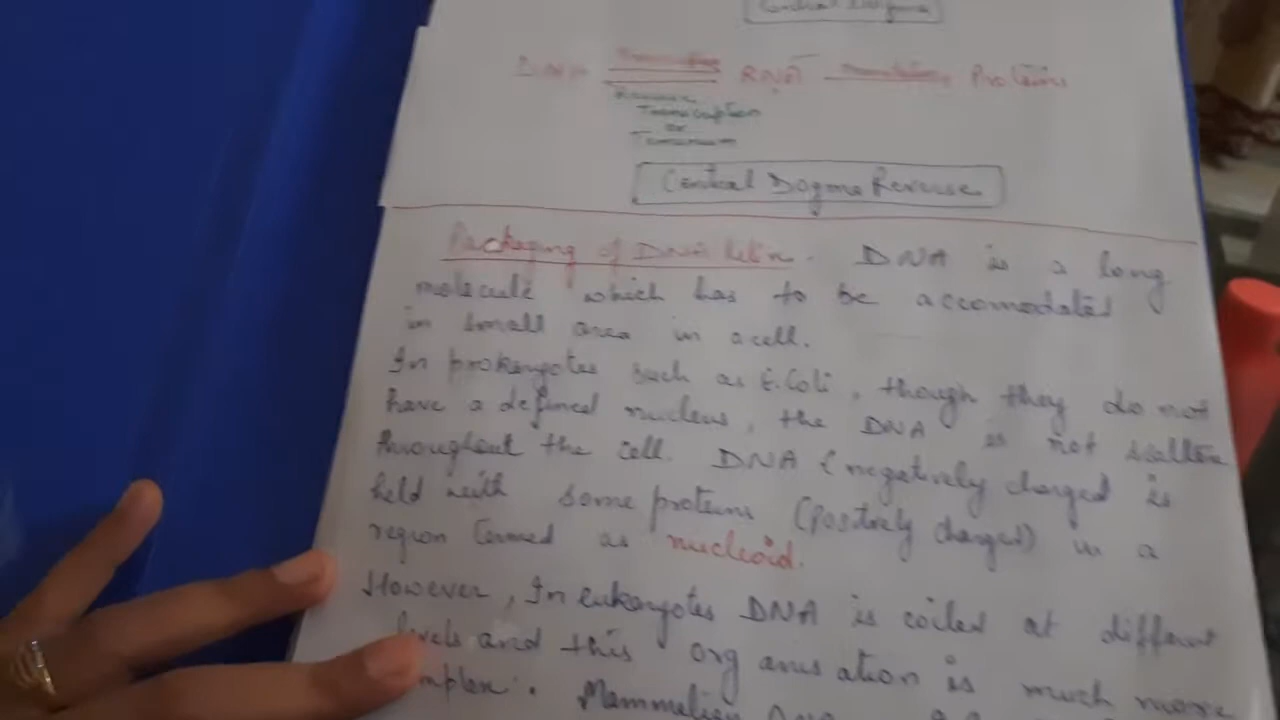 DNA RNA Proteins
Transcription
or
Central Dogma Reverse
Packaging of DNA Helix. DNA is a long
molecule which has to be accomodated
in small area in a cell.
In prokaryotes such as E.Coli, though they do not
have a defined nucleus, the DNA is not
throughout the cell. DNA (negatively charged is
held with some proteins (Positively charged) in a
region termed as nucleoid.
However, In eukaryotes DNA is coiled at different
levels and this organisation is much more
Mammalian DNA